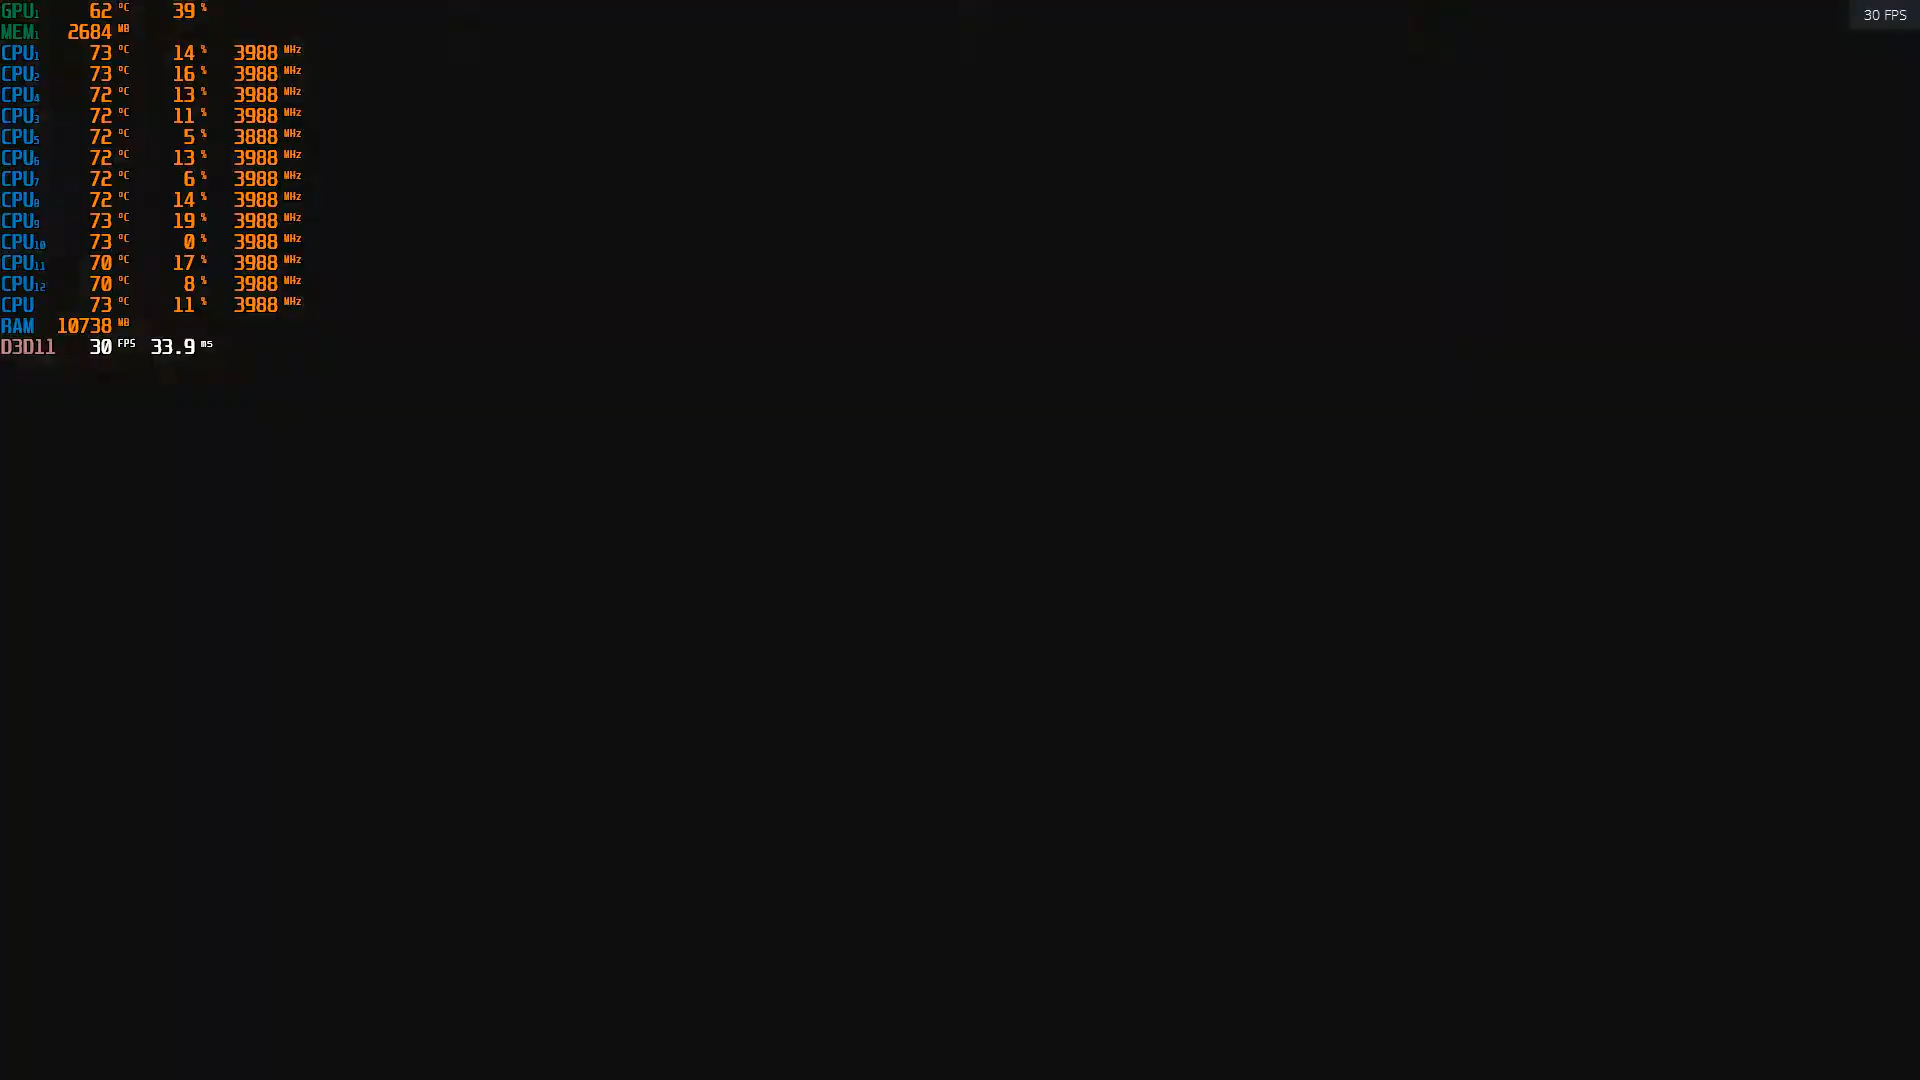 GPU1 62 °C 39 %
30 FPS
MEM1 2684 MB
CPU1 73 °C 14 % 3988 MHz
CPU2 73 °C 16 % 3988 MHz
CPU4 72 °C 13 % 3988 MHz
CPU3 72 °C 11 % 3988 MHz
CPU5 72 °C 5 % 3888 MHz
CPU6 72 °C 13 % 3988 MHz
CPU7 72 °C 6 % 3988 MHz
CPU8 72 °C 14 % 3988 MHz
CPU9 73 °C 19 % 3988 MHz
CPU10 73 °C 0 % 3988 MHz
CPU11 70 °C 17 % 3988 MHz
CPU12 70 °C 8 % 3988 MHz
CPU 73 °C 11 % 3988 MHz
RAM 10738 MB
D3D11 30 FPS 33.9 ms